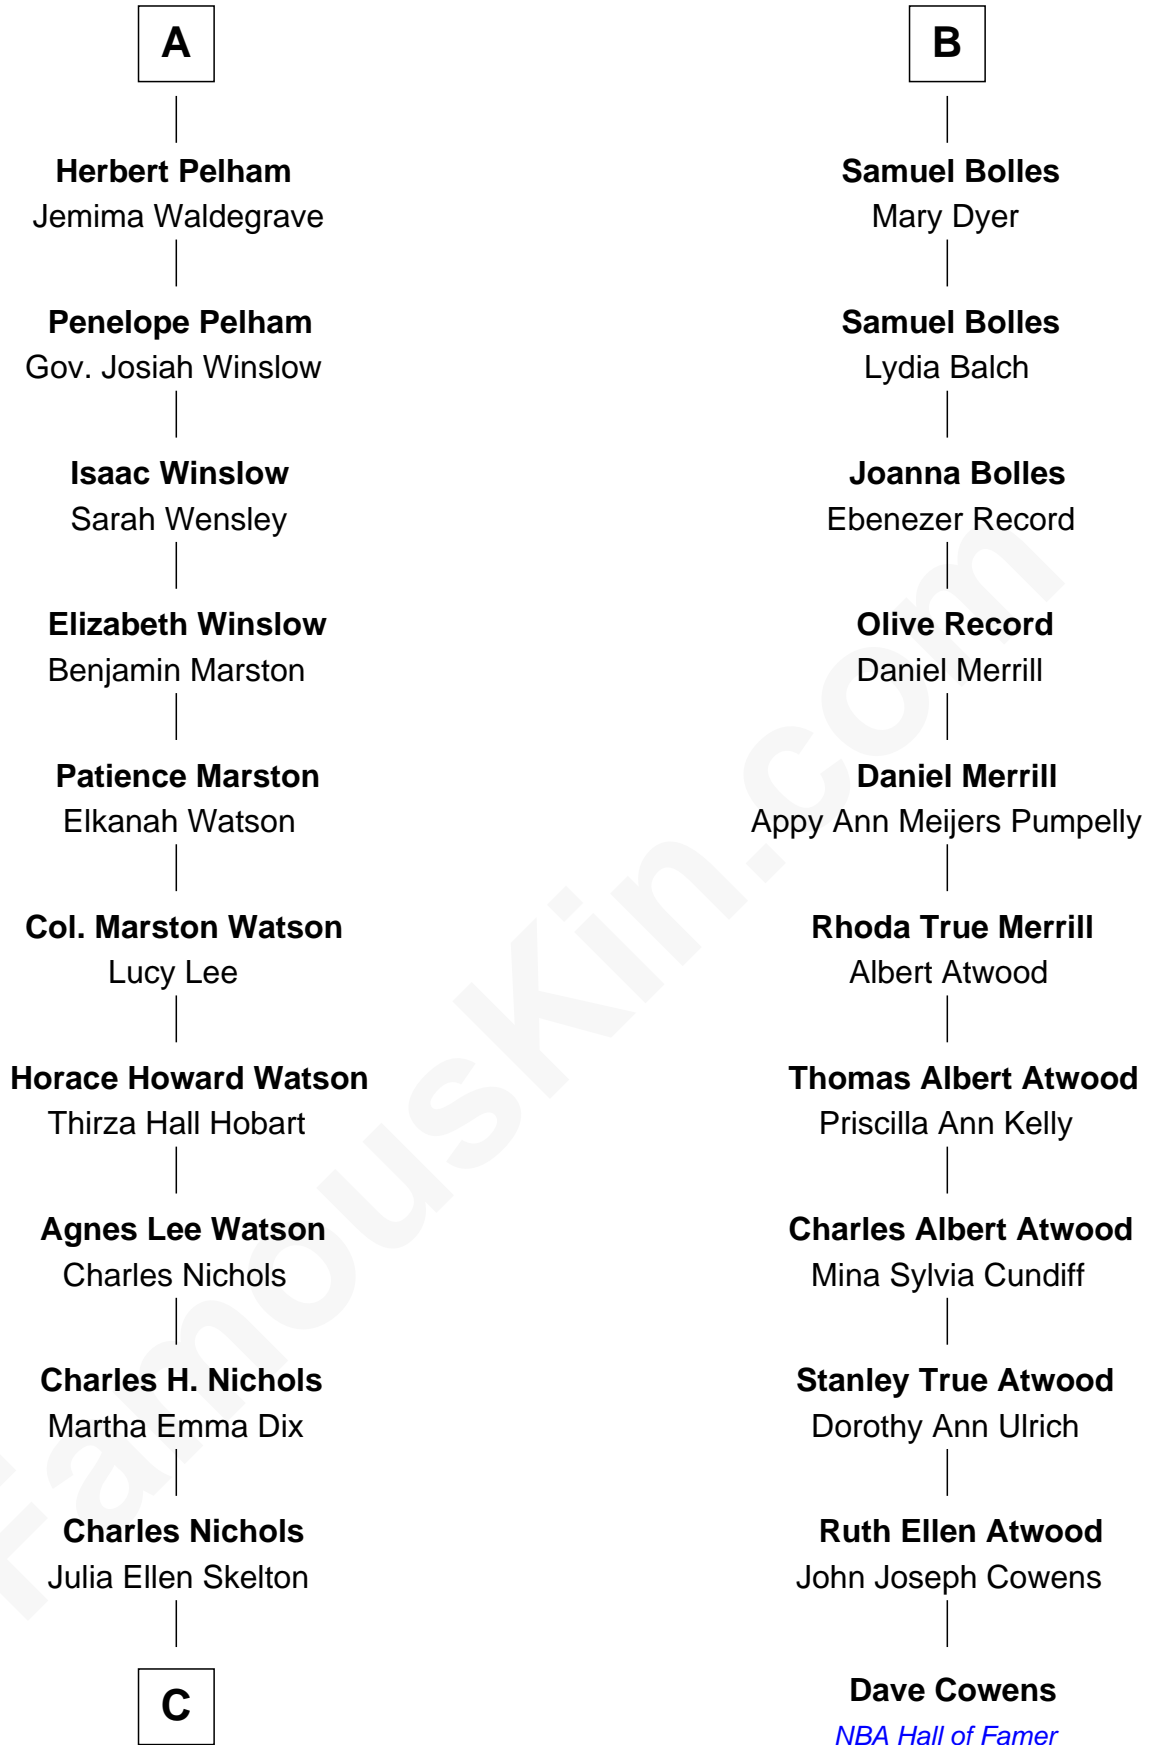 A
Herbert Pelham
Jemima Waldegrave
Penelope Pelham
Gov. Josiah Winslow
Isaac Winslow
Sarah Wensley
Elizabeth Winslow
Benjamin Marston
Patience Marston
Elkanah Watson
Col. Marston Watson
Lucy Lee
Horace Howard Watson
Thirza Hall Hobart
Agnes Lee Watson
Charles Nichols
Charles H. Nichols
Martha Emma Dix
Charles Nichols
Julia Ellen Skelton
C
B
Samuel Bolles
Mary Dyer
Samuel Bolles
Lydia Balch
Joanna Bolles
Ebenezer Record
Olive Record
Daniel Merrill
Daniel Merrill
Appy Ann Meijers Pumpelly
Rhoda True Merrill
Albert Atwood
Thomas Albert Atwood
Priscilla Ann Kelly
Charles Albert Atwood
Mina Sylvia Cundiff
Stanley True Atwood
Dorothy Ann Ulrich
Ruth Ellen Atwood
John Joseph Cowens
Dave Cowens
NBA Hall of Famer
FamousKin.com